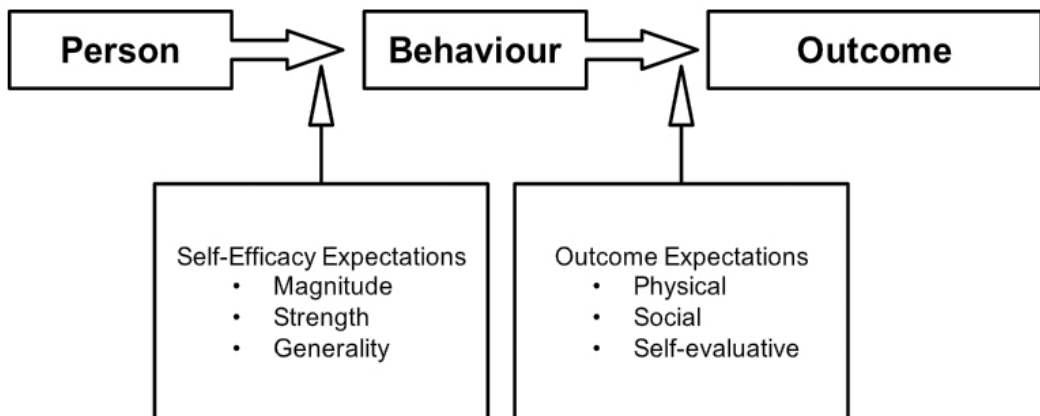 Person
Behaviour
Outcome
Self-Efficacy Expectations
• Magnitude
• Strength
• Generality
Outcome Expectations
• Physical
• Social
• Self-evaluative